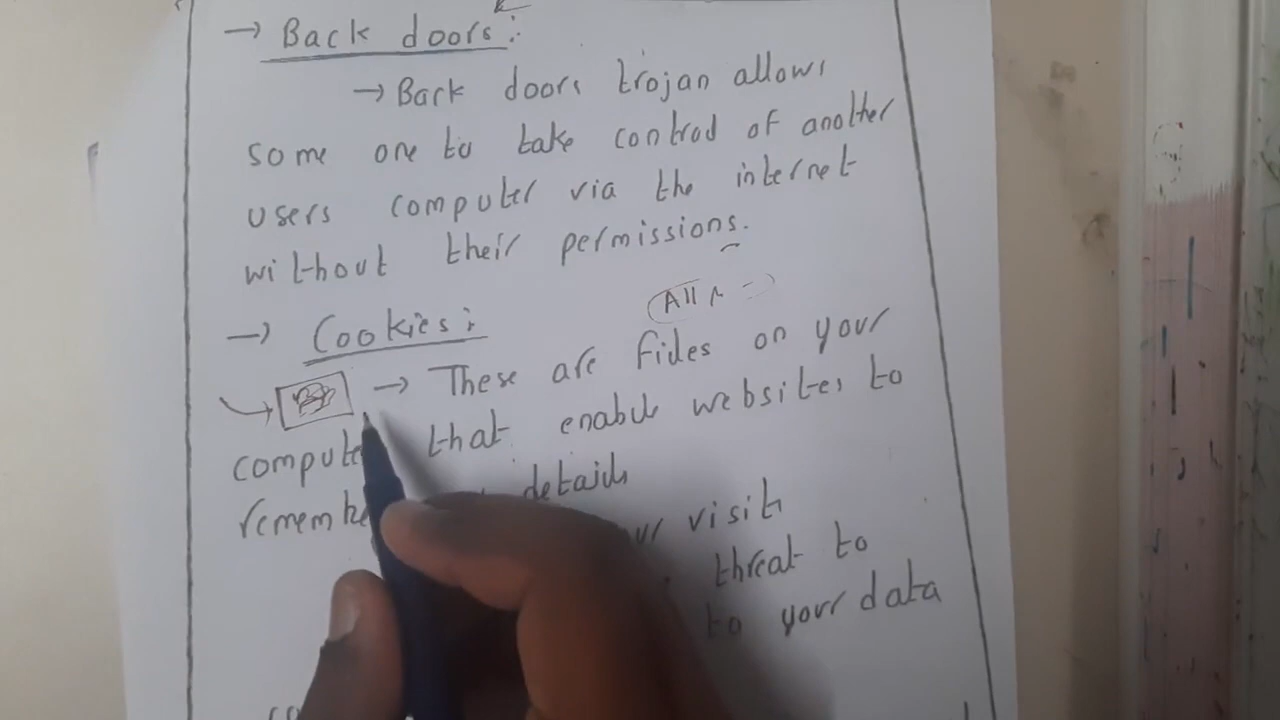 → Back doors:
→ Back doors trojan allows
some one to take control of another
users computer via the internet
without their permissions.
All
→ Cookies:
→ These are files on your
that enable websites to
details
visit
threat to
to your data